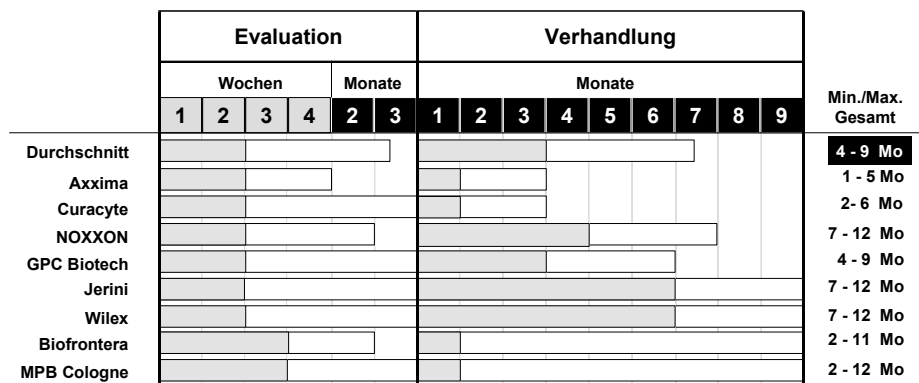 Evaluation Verhandlung
Wochen Monate Monate Min./Max.
1 2 3 4 2 3 1 2 3 4 5 6 7 8 9 Gesamt
Durchschnitt 4 - 9 Mo
Axxima 1 - 5 Mo
Curacyte 2- 6 Mo
NOXXON 7 - 12 Mo
GPC Biotech 4 - 9 Mo
Jerini 7 - 12 Mo
Wilex 7 - 12 Mo
Biofrontera 2 - 11 Mo
MPB Cologne 2 - 12 Mo